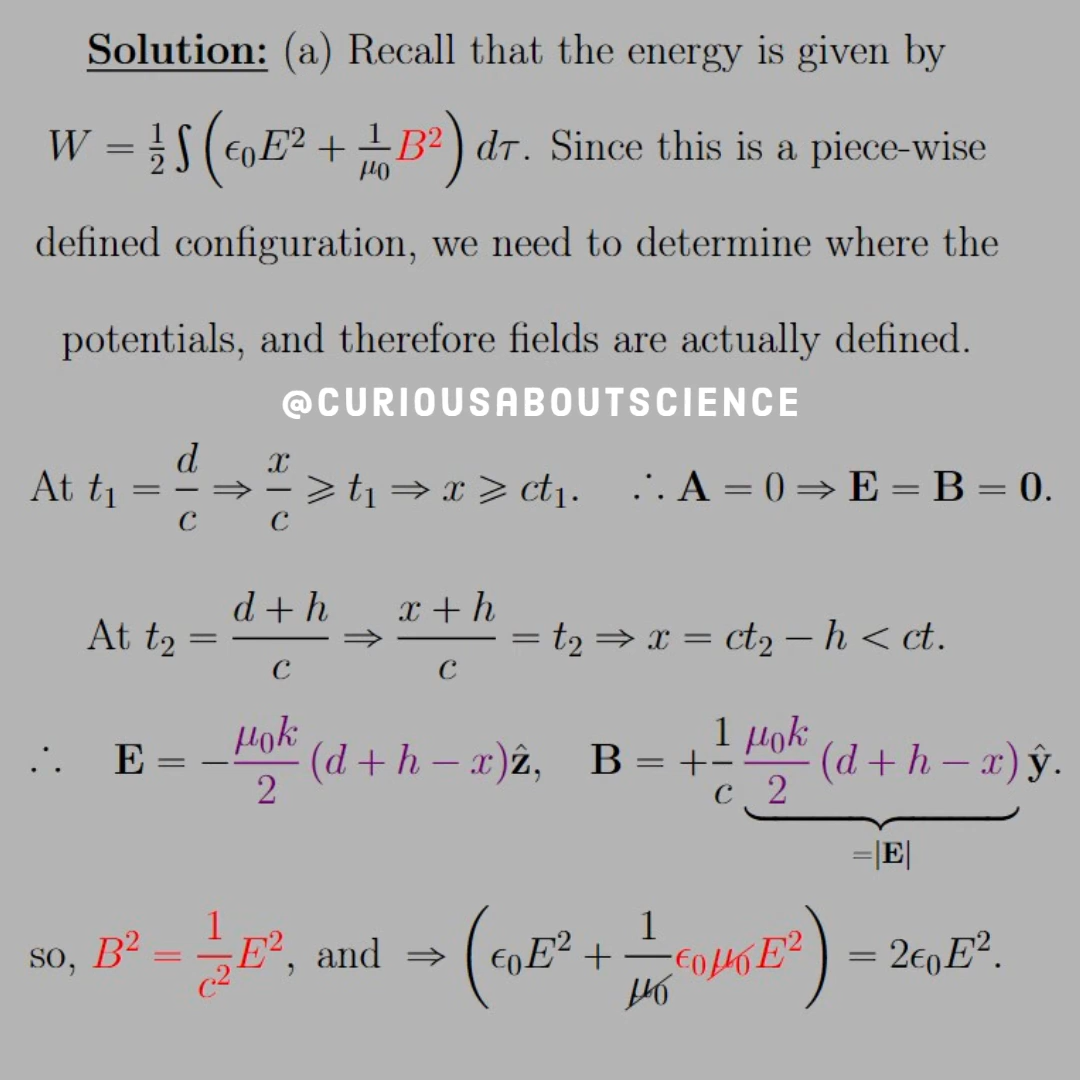 Solution: (a) Recall that the energy is given by
W = ½ ∫ (ϵ₀E² + 1/μ₀ B²) dτ. Since this is a piece-wise
defined configuration, we need to determine where the
potentials, and therefore fields are actually defined.
@CURIOUSABOUTSCIENCE
At t₁ = d/c ⇒ x/c ⩾ t₁ ⇒ x ⩾ ct₁. ∴ A = 0 ⇒ E = B = 0.
At t₂ = (d + h)/c ⇒ (x + h)/c = t₂ ⇒ x = ct₂ − h < ct.
∴ E = −μ₀k/2 (d + h − x)ẑ, B = +1/c μ₀k/2 (d + h − x) ŷ.
=|E|
so, B² = 1/c² E², and ⇒ (ϵ₀E² + 1/μ₀ ϵ₀μ₀E²) = 2ϵ₀E².